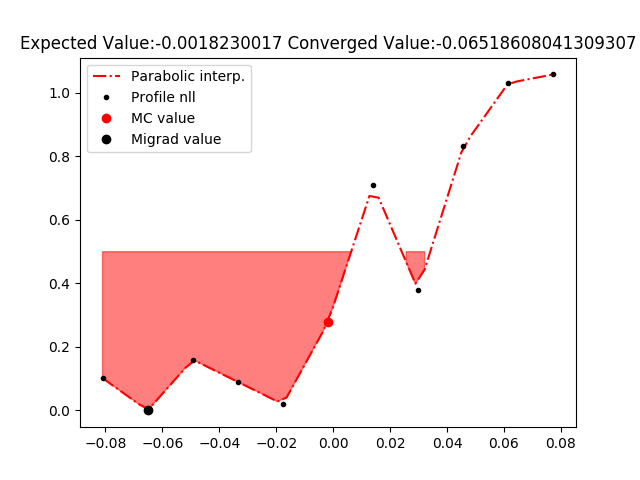 Expected Value:-0.0018230017 Converged Value:-0.06518608041309307
Parabolic interp.
Profile nll
MC value
Migrad value
1.0
0.8
0.6
0.4
0.2
0.0
−0.08 −0.06 −0.04 −0.02 0.00 0.02 0.04 0.06 0.08